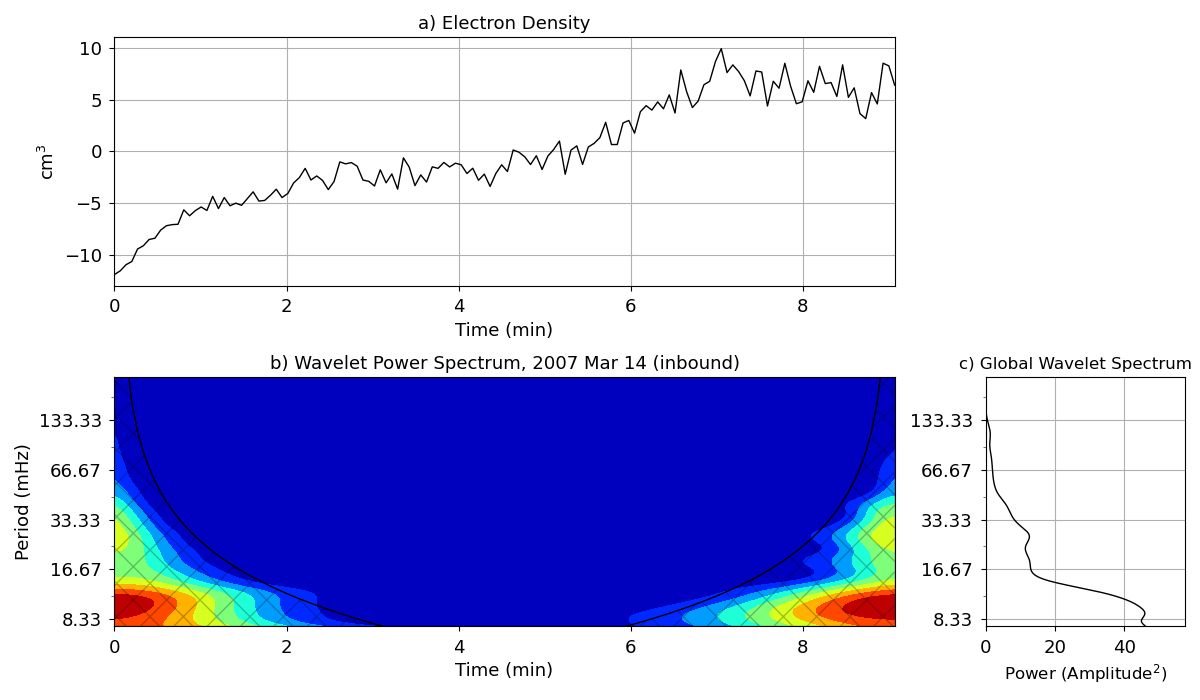 a) Electron Density
10
5
0
−5
−10
cm³
0 2 4 6 8
Time (min)
b) Wavelet Power Spectrum, 2007 Mar 14 (inbound)
133.33
66.67
33.33
16.67
8.33
Period (mHz)
0 2 4 6 8
Time (min)
c) Global Wavelet Spectrum
133.33
66.67
33.33
16.67
8.33
0 20 40
Power (Amplitude²)